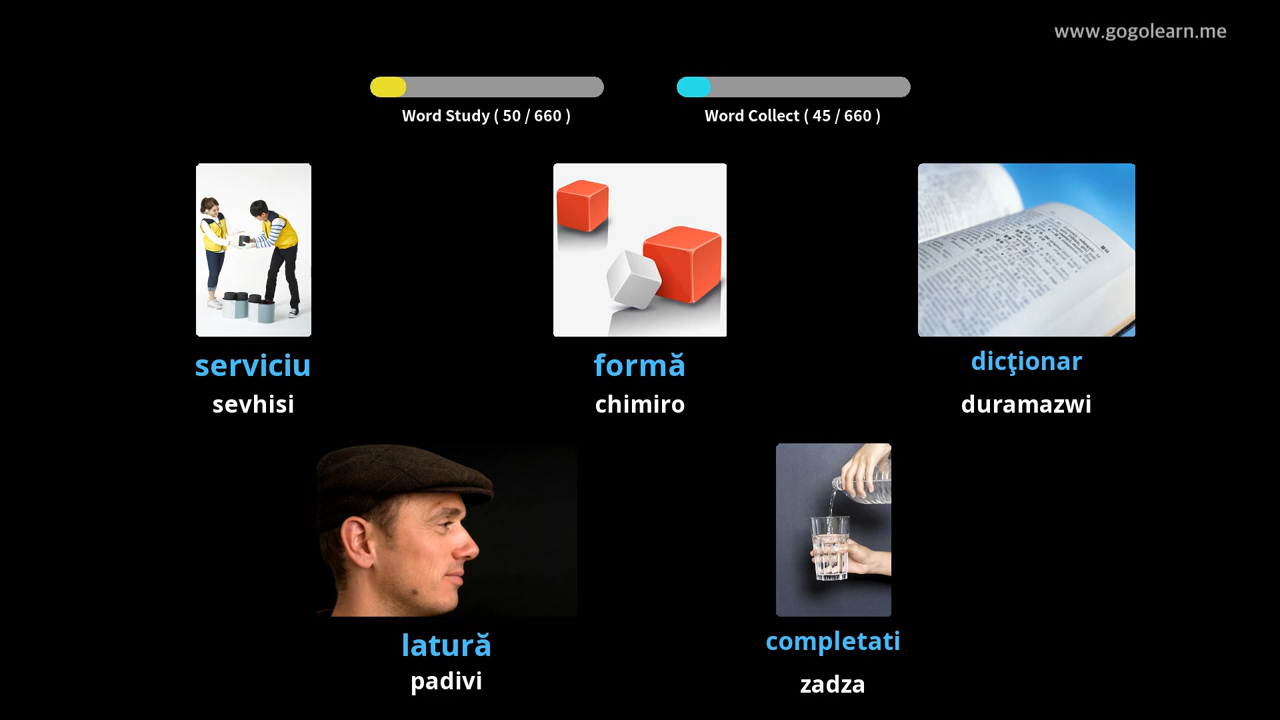 www.gogolearn.me
Word Study ( 50 / 660 )
Word Collect ( 45 / 660 )
serviciu
sevhisi
formă
chimiro
dicţionar
duramazwi
latură
padivi
completati
zadza